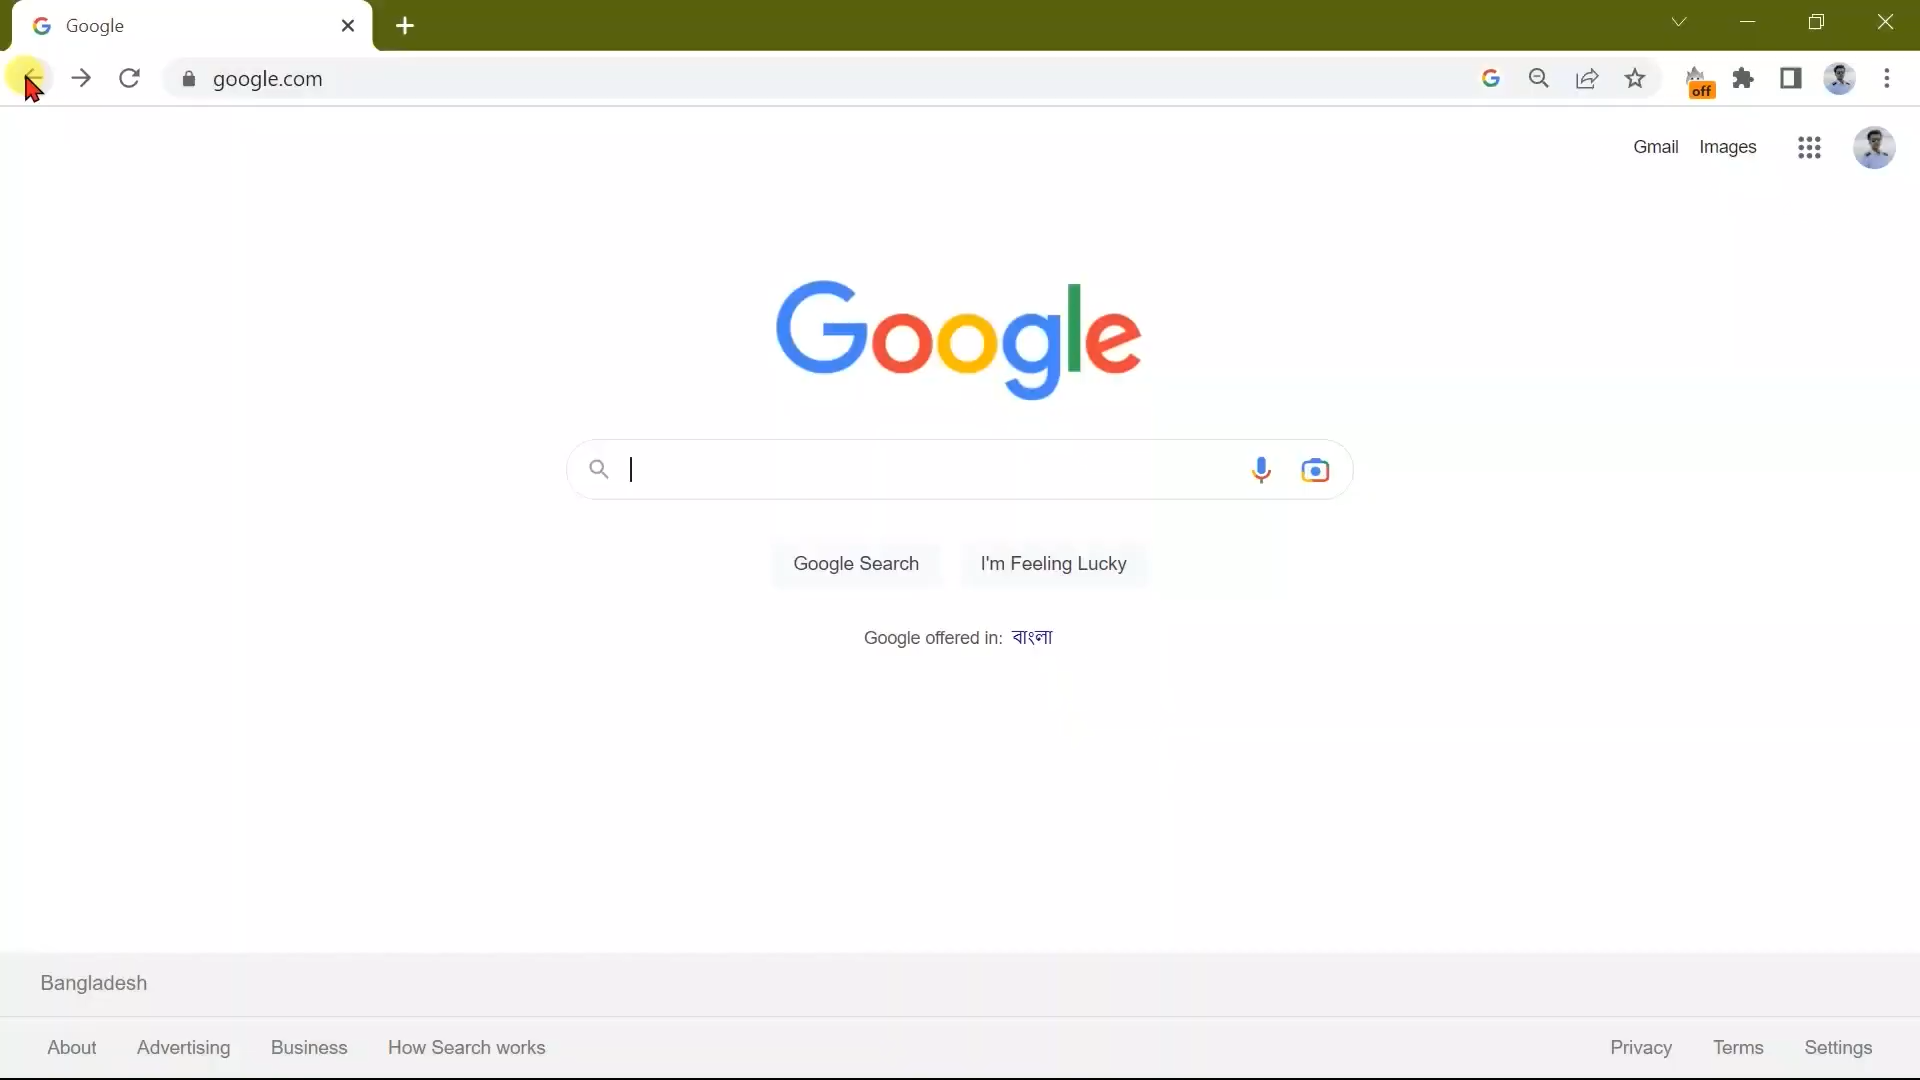 Google
google.com
off
Gmail Images
Google
Google Search I'm Feeling Lucky
Google offered in: বাংলা
Bangladesh
About Advertising Business How Search works Privacy Terms Settings